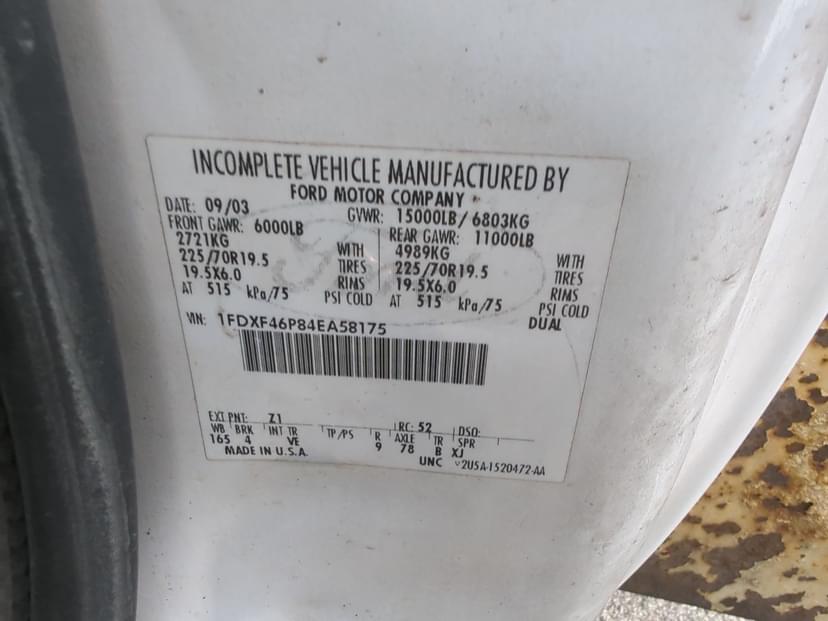 INCOMPLETE VEHICLE MANUFACTURED BY
FORD MOTOR COMPANY
DATE: 09/03 GVWR: 15000LB/ 6803KG
FRONT GAWR: 6000LB REAR GAWR: 11000LB
2721KG WITH 4989KG WITH
225/70R19.5 TIRES 225/70R19.5 TIRES
19.5X6.0 RIMS 19.5X6.0 RIMS
AT 515 kPa/75 PSI COLD AT 515 kPa/75 PSI COLD
DUAL
VIN: 1FDXF46P84EA58175
EXT PNT: Z1 RC: 52 DSO:
WB BRK INT TR TP/PS R AXLE TR SPR
165 4 VE 9 78 B XJ
MADE IN U.S.A. UNC 2U5A-1520472-AA